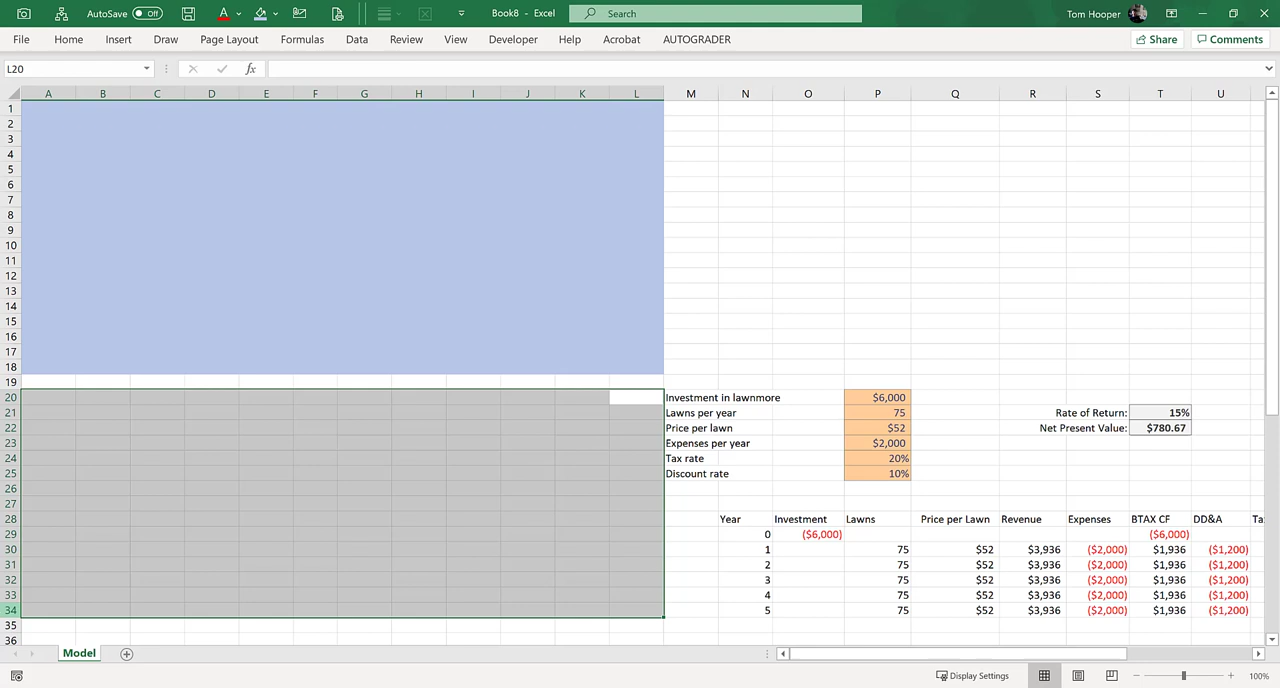 AutoSave Off A Book8 - Excel Search Tom Hooper
File Home Insert Draw Page Layout Formulas Data Review View Developer Help Acrobat AUTOGRADER Share Comments
L20 fx
A B C D E F G H I J K L M N O P Q R S T U
1
2
3
4
5
6
7
8
9
10
11
12
13
14
15
16
17
18
19
20 Investment in lawnmore $6,000
21 Lawns per year 75 Rate of Return: 15%
22 Price per lawn $52 Net Present Value: $780.67
23 Expenses per year $2,000
24 Tax rate 20%
25 Discount rate 10%
26
27
28 Year Investment Lawns Price per Lawn Revenue Expenses BTAX CF DD&A Ta
29 0 ($6,000) ($6,000)
30 1 75 $52 $3,936 ($2,000) $1,936 ($1,200)
31 2 75 $52 $3,936 ($2,000) $1,936 ($1,200)
32 3 75 $52 $3,936 ($2,000) $1,936 ($1,200)
33 4 75 $52 $3,936 ($2,000) $1,936 ($1,200)
34 5 75 $52 $3,936 ($2,000) $1,936 ($1,200)
35
36
Model
Display Settings 100%